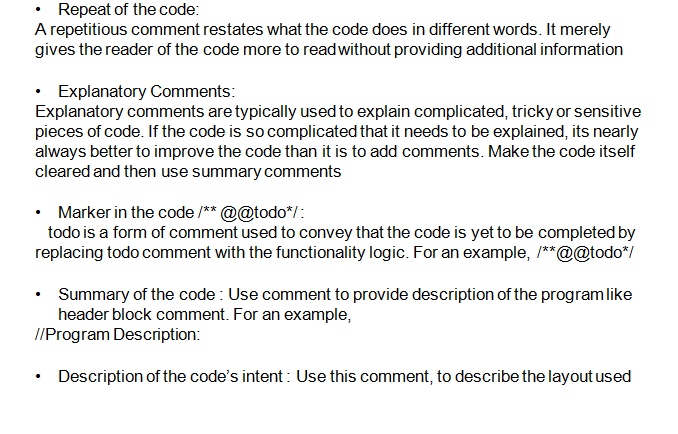 • Repeat of the code:
A repetitious comment restates what the code does in different words. It merely
gives the reader of the code more to read without providing additional information
• Explanatory Comments:
Explanatory comments are typically used to explain complicated, tricky or sensitive
pieces of code. If the code is so complicated that it needs to be explained, its nearly
always better to improve the code than it is to add comments. Make the code itself
cleared and then use summary comments
• Marker in the code /** @@todo*/:
todo is a form of comment used to convey that the code is yet to be completed by
replacing todo comment with the functionality logic. For an example, /**@@todo*/
• Summary of the code : Use comment to provide description of the program like
header block comment. For an example,
//Program Description:
• Description of the code's intent : Use this comment, to describe the layout used